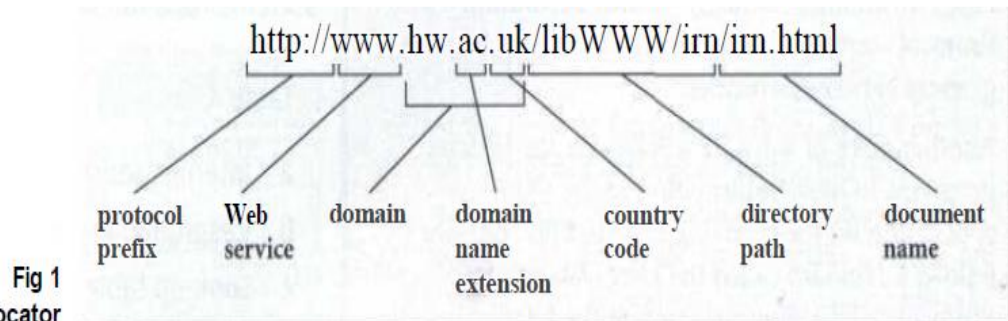 http://www.hw.ac.uk/libWWW/irn/irn.html
protocol prefix
Web service
domain
domain name extension
country code
directory path
document name
Fig 1